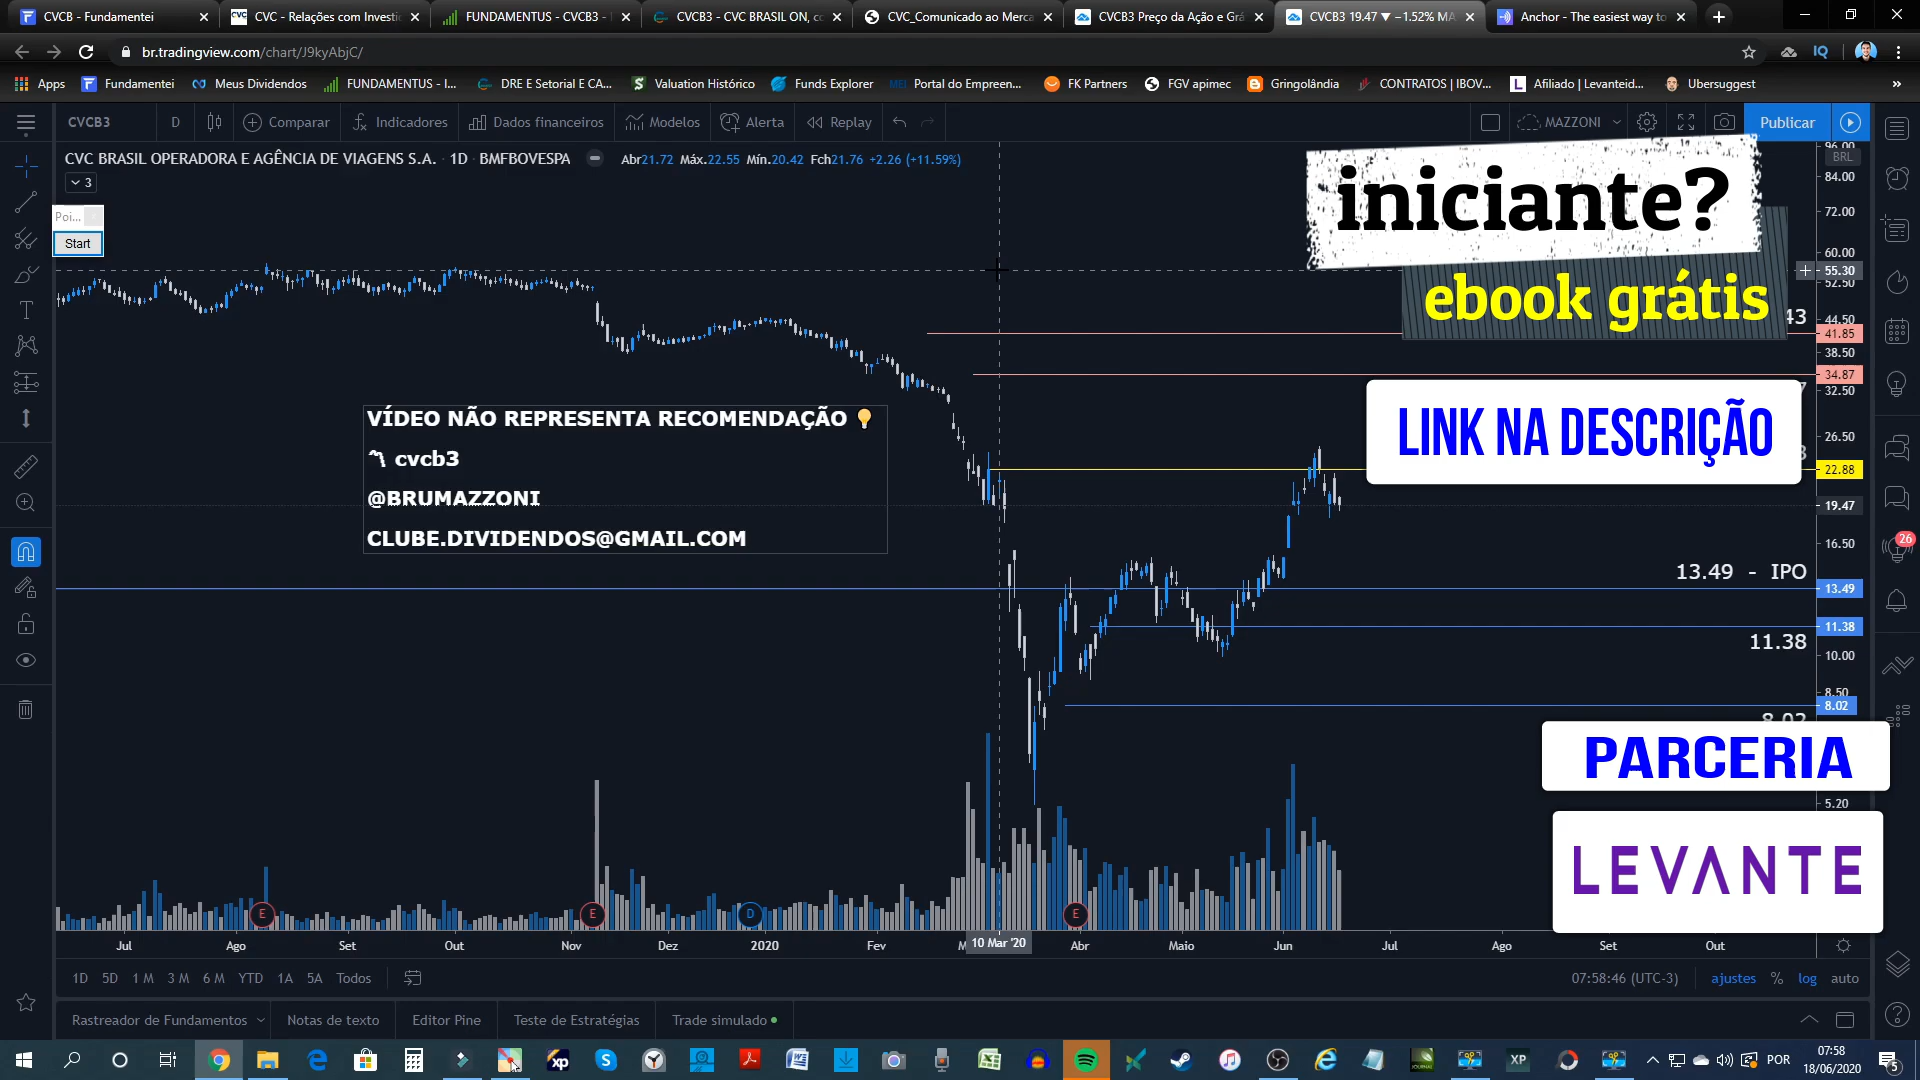 CVCB - Fundamentei
CVC - Relações com Investi
FUNDAMENTUS - CVCB3 -
CVCB3 - CVC BRASIL ON, c
CVC_Comunicado ao Merca
CVCB3 Preço da Ação e Grá
CVCB3 19.47 ▼ −1.52% MA
Anchor - The easiest way to
br.tradingview.com/chart/J9kyAbjC/
Apps
Fundamentei
Meus Dividendos
FUNDAMENTUS - I...
DRE E Setorial E CA...
Valuation Histórico
Funds Explorer
Portal do Empreen...
FK Partners
FGV apimec
Gringolândia
CONTRATOS | IBOV...
Afiliado | Levanteid...
Ubersuggest
»
CVCB3
D
Comparar
Indicadores
Dados financeiros
Modelos
Alerta
Replay
MAZZONI
Publicar
CVC BRASIL OPERADORA E AGÊNCIA DE VIAGENS S.A. · 1D · BMFBOVESPA
Abr21.72 Máx.22.55 Mín.20.42 Fch21.76 +2.26 (+11.59%)
3
Poi...
Start
iniciante?
ebook grátis
LINK NA DESCRIÇÃO
PARCERIA
LEVANTE
VÍDEO NÃO REPRESENTA RECOMENDAÇÃO
cvcb3
@BRUMAZZONI
CLUBE.DIVIDENDOS@GMAIL.COM
96.00
BRL
84.00
72.00
60.00
55.30
52.50
43
44.50
41.85
38.50
34.87
32.50
26.50
22.88
19.47
16.50
13.49 - IPO
13.49
11.38
11.38
10.00
8.50
8.02
8.02
5.20
26
E
E
D
E
Jul
Ago
Set
Out
Nov
Dez
2020
Fev
M
10 Mar '20
Abr
Maio
Jun
Jul
Ago
Set
Out
1D 5D 1 M 3 M 6 M YTD 1A 5A Todos
07:58:46 (UTC-3)
ajustes % log auto
Rastreador de Fundamentos
Notas de texto
Editor Pine
Teste de Estratégias
Trade simulado
POR
07:58
18/06/2020
5